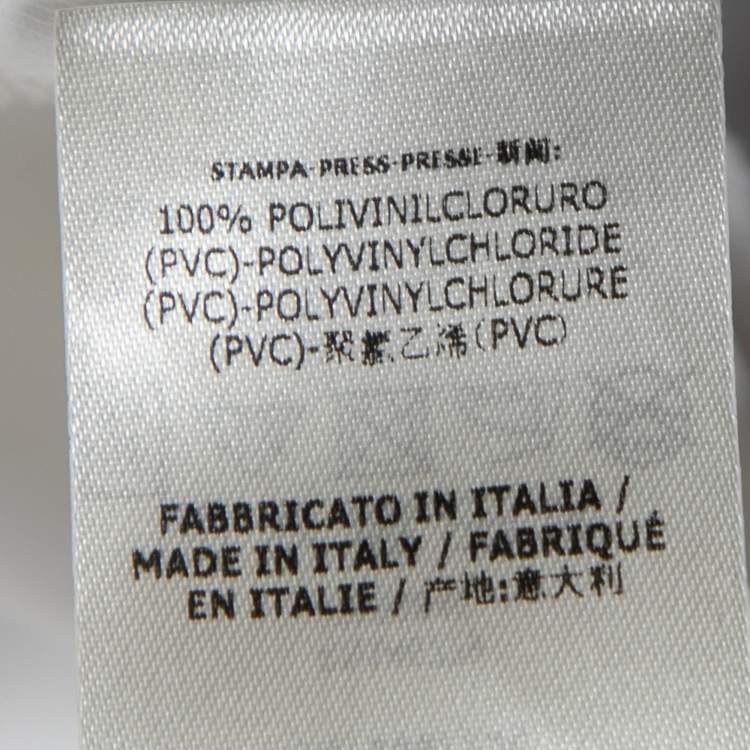 STAMPA-PRESS-PRESSE-新闻:
100% POLIVINILCLORURO
(PVC)-POLYVINYLCHLORIDE
(PVC)-POLYVINYLCHLORURE
(PVC)-聚氯乙烯(PVC)
FABBRICATO IN ITALIA /
MADE IN ITALY / FABRIQUÉ
EN ITALIE / 产地:意大利